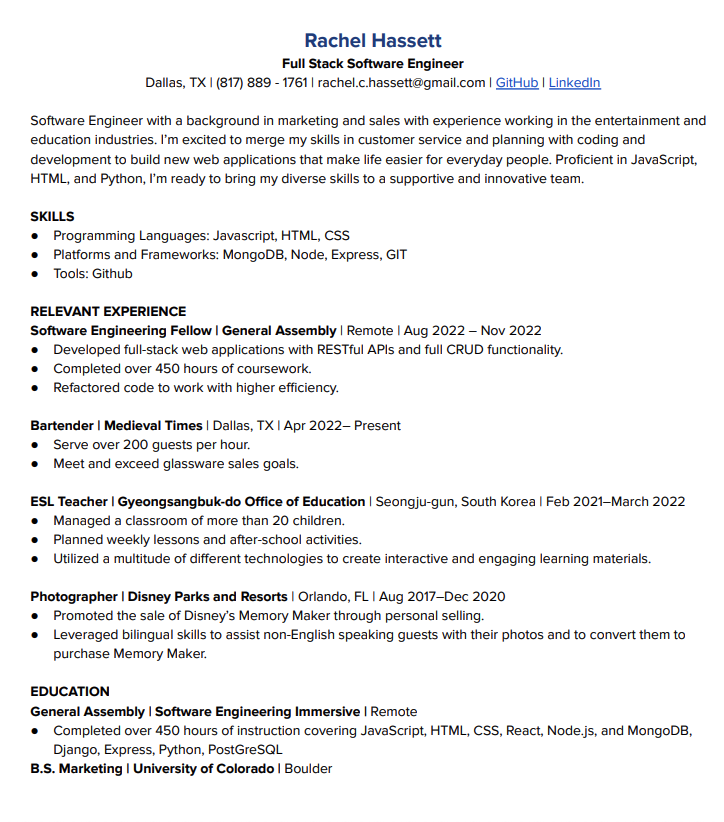 Rachel Hassett
Full Stack Software Engineer
Dallas, TX | (817) 889 - 1761 | rachel.c.hassett@gmail.com | GitHub | LinkedIn
Software Engineer with a background in marketing and sales with experience working in the entertainment and
education industries. I’m excited to merge my skills in customer service and planning with coding and
development to build new web applications that make life easier for everyday people. Proficient in JavaScript,
HTML, and Python, I’m ready to bring my diverse skills to a supportive and innovative team.
SKILLS
● Programming Languages: Javascript, HTML, CSS
● Platforms and Frameworks: MongoDB, Node, Express, GIT
● Tools: Github
RELEVANT EXPERIENCE
Software Engineering Fellow | General Assembly | Remote | Aug 2022 – Nov 2022
● Developed full-stack web applications with RESTful APIs and full CRUD functionality.
● Completed over 450 hours of coursework.
● Refactored code to work with higher efficiency.
Bartender | Medieval Times | Dallas, TX | Apr 2022– Present
● Serve over 200 guests per hour.
● Meet and exceed glassware sales goals.
ESL Teacher | Gyeongsangbuk-do Office of Education | Seongju-gun, South Korea | Feb 2021–March 2022
● Managed a classroom of more than 20 children.
● Planned weekly lessons and after-school activities.
● Utilized a multitude of different technologies to create interactive and engaging learning materials.
Photographer | Disney Parks and Resorts | Orlando, FL | Aug 2017–Dec 2020
● Promoted the sale of Disney’s Memory Maker through personal selling.
● Leveraged bilingual skills to assist non-English speaking guests with their photos and to convert them to
purchase Memory Maker.
EDUCATION
General Assembly | Software Engineering Immersive | Remote
● Completed over 450 hours of instruction covering JavaScript, HTML, CSS, React, Node.js, and MongoDB,
Django, Express, Python, PostGreSQL
B.S. Marketing | University of Colorado | Boulder